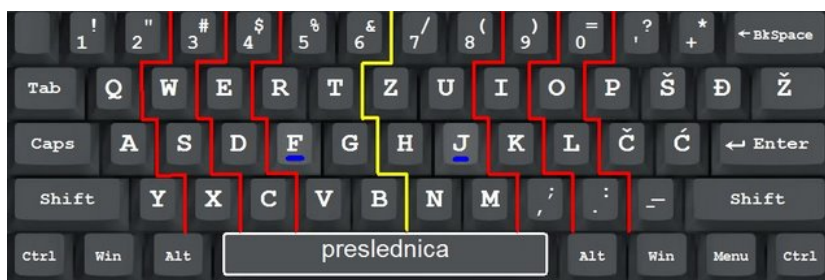 ! 1 " 2 # 3 $ 4 % 5 & 6 / 7 ( 8 ) 9 = 0 ? ' * + ←BkSpace
Tab Q W E R T Z U I O P Š Đ Ž
Caps A S D F G H J K L Č Ć ↵ Enter
Shift Y X C V B N M ; , : . _ Shift
Ctrl Win Alt preslednica Alt Win Menu Ctrl